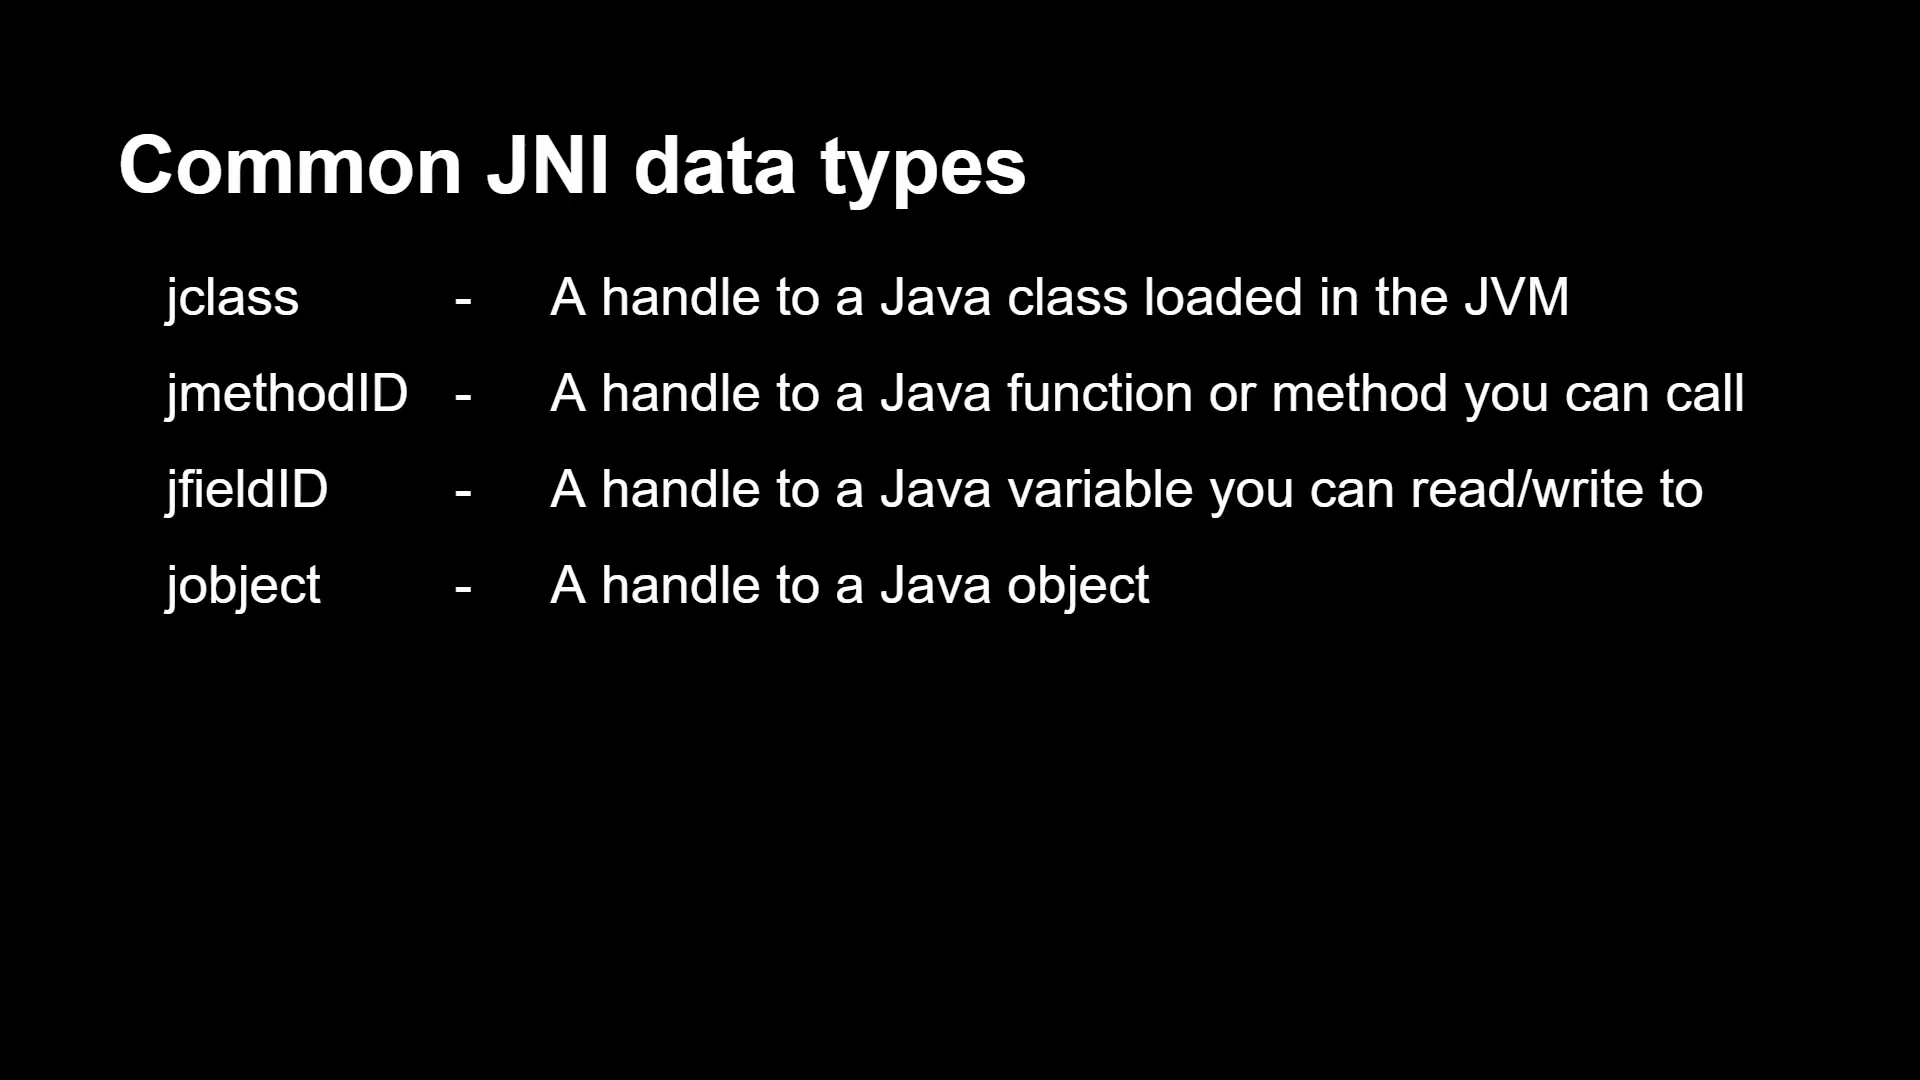 Common JNI data types
jclass - A handle to a Java class loaded in the JVM
jmethodID - A handle to a Java function or method you can call
jfieldID - A handle to a Java variable you can read/write to
jobject - A handle to a Java object